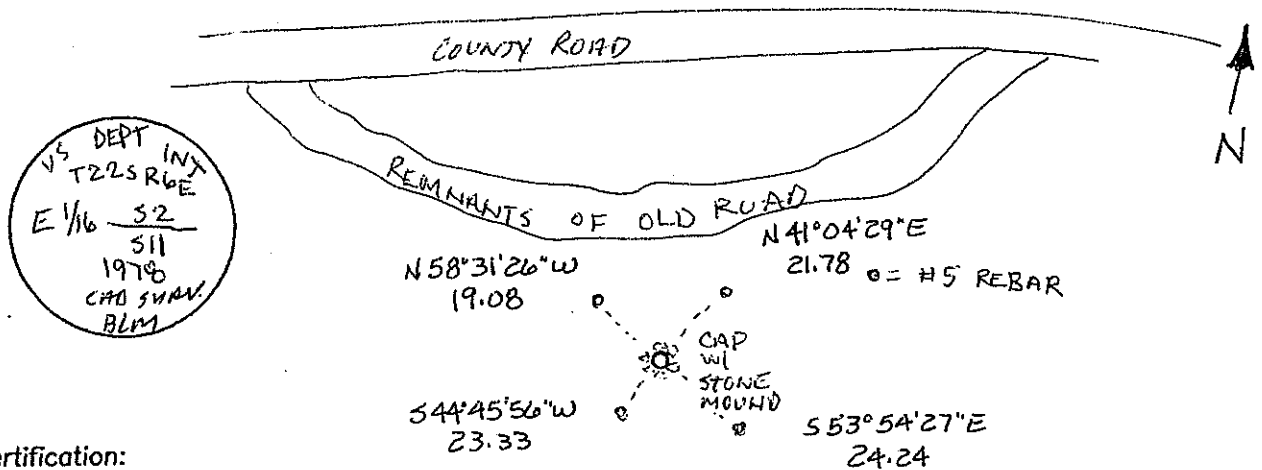 COUNTY ROAD
N
US DEPT INT
T22S R6E
E 1/16 S2
S11
1978
CAD SURV.
BLM
REMNANTS OF OLD ROAD
N 58°31'26"W
19.08
N 41°04'29"E
21.78
o = #5 REBAR
CAP
W/
STONE
MOUND
S 44°45'56"W
23.33
S 53°54'27"E
24.24
ertification: